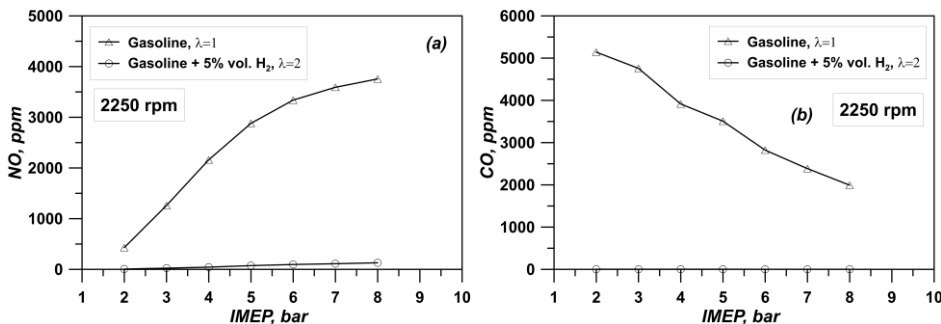 5000
4000
3000
2000
1000
0
NO, ppm
Gasoline, λ=1
Gasoline + 5% vol. H₂, λ=2
(a)
2250 rpm
1 2 3 4 5 6 7 8 9 10
IMEP, bar
6000
5000
4000
3000
2000
1000
0
CO, ppm
Gasoline, λ=1
Gasoline + 5% vol. H₂, λ=2
(b)
2250 rpm
1 2 3 4 5 6 7 8 9 10
IMEP, bar